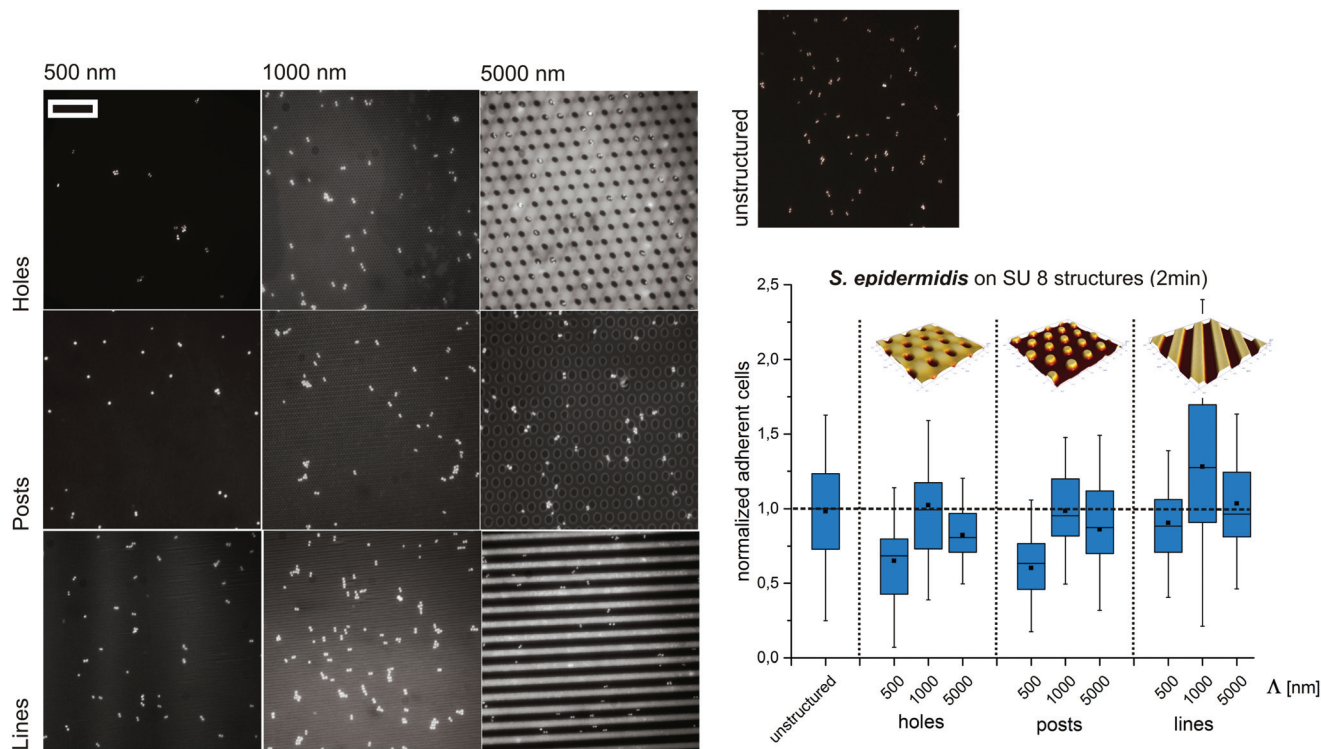 500 nm
1000 nm
5000 nm
Holes
Posts
Lines
unstructured
S. epidermidis on SU 8 structures (2min)
normalized adherent cells
2,5
2,0
1,5
1,0
0,5
0,0
unstructured
500
1000
5000
500
1000
5000
500
1000
5000
Λ [nm]
holes
posts
lines